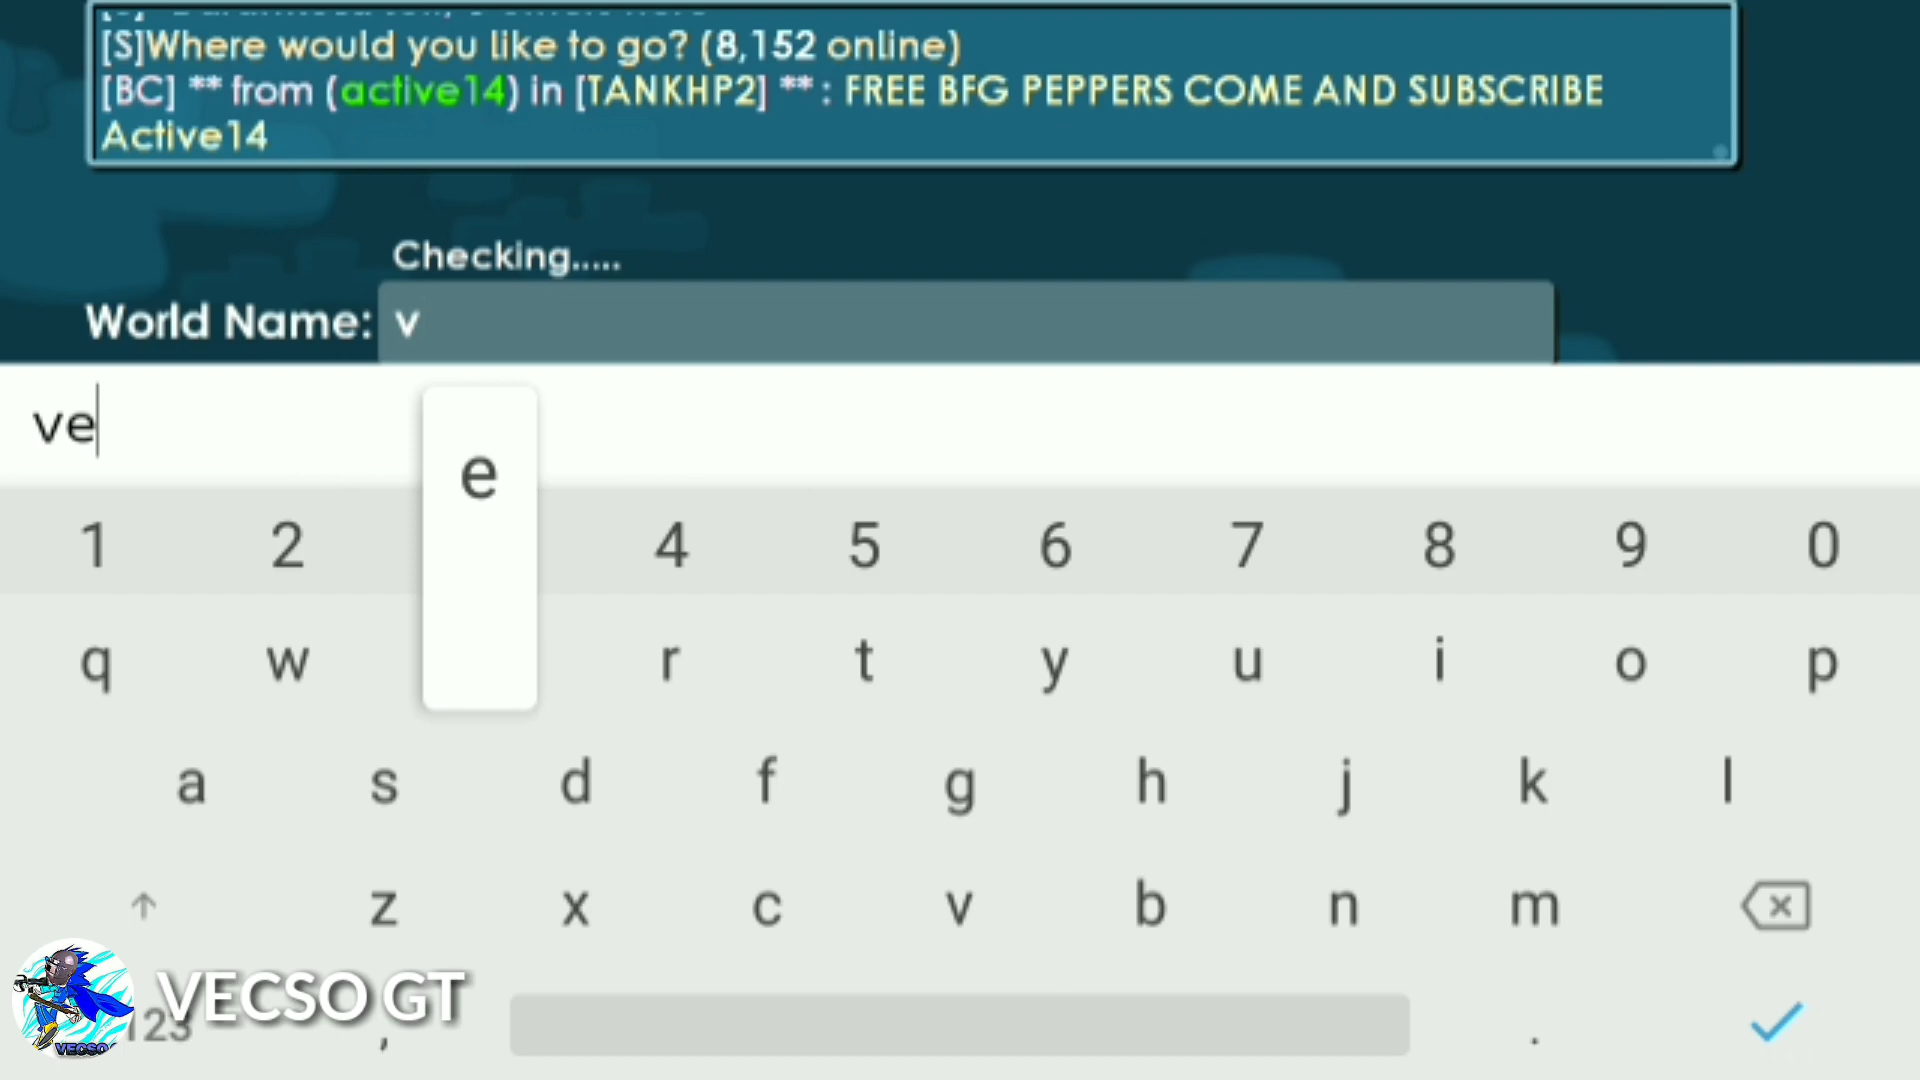 [S]Where would you like to go? (8,152 online)
[BC] ** from (active14) in [TANKHP2] ** : FREE BFG PEPPERS COME AND SUBSCRIBE
Active14
Checking.....
World Name: v
ve
e
1 2 4 5 6 7 8 9 0
q w r t y u i o p
a s d f g h j k l
z x c v b n m
VECSO GT
123 , .
VECSO